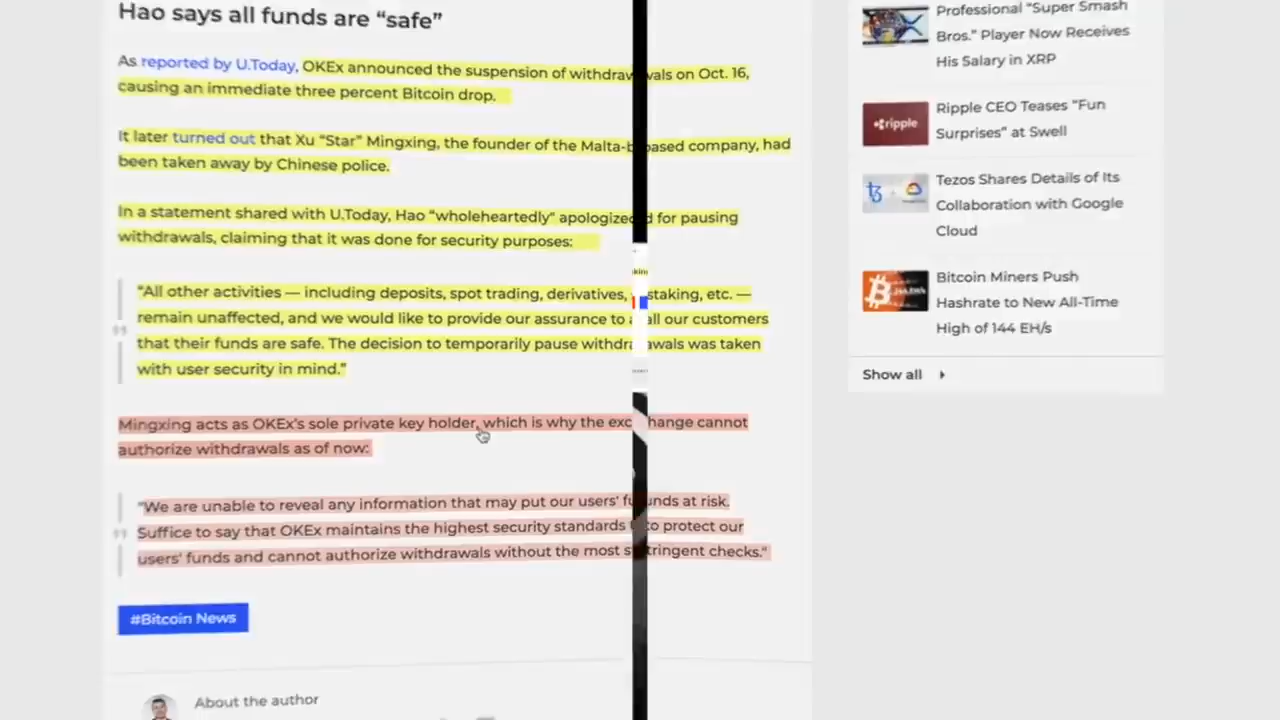 Hao says all funds are “safe”
As reported by U.Today, OKEx announced the suspension of withdrawals on Oct. 16,
causing an immediate three percent Bitcoin drop.
It later turned out that Xu “Star” Mingxing, the founder of the Malta-based company, had
been taken away by Chinese police.
In a statement shared with U.Today, Hao “wholeheartedly” apologized for pausing
withdrawals, claiming that it was done for security purposes:
“All other activities — including deposits, spot trading, derivatives, staking, etc. —
remain unaffected, and we would like to provide our assurance to all our customers
that their funds are safe. The decision to temporarily pause withdrawals was taken
with user security in mind.”
Mingxing acts as OKEx’s sole private key holder, which is why the exchange cannot
authorize withdrawals as of now:
“We are unable to reveal any information that may put our users’ funds at risk.
Suffice to say that OKEx maintains the highest security standards to protect our
users’ funds and cannot authorize withdrawals without the most stringent checks.“
#Bitcoin News
About the author
Professional “Super Smash
Bros.” Player Now Receives
His Salary in XRP
ripple
Ripple CEO Teases “Fun
Surprises” at Swell
Tezos Shares Details of Its
Collaboration with Google
Cloud
Bitcoin Miners Push
Hashrate to New All-Time
High of 144 EH/s
Show all